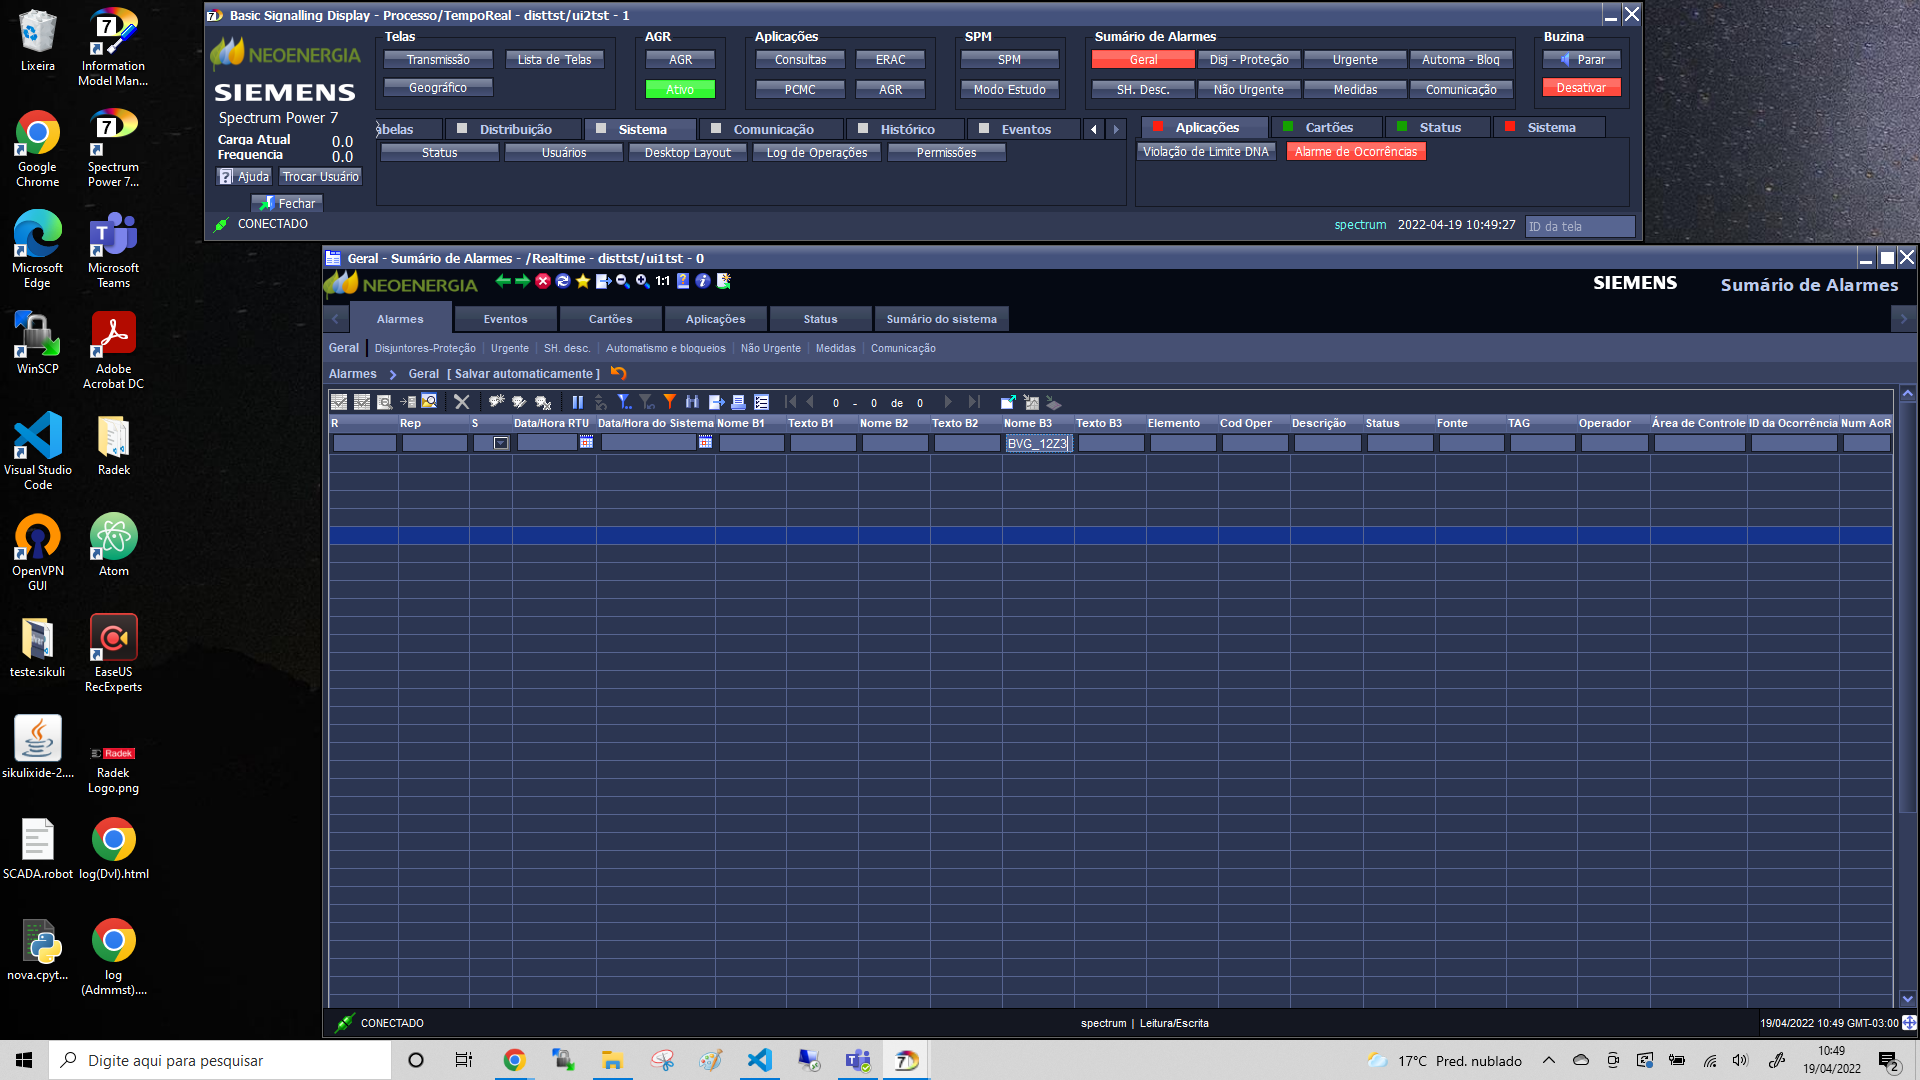 Lixeira
Information
Model Man...
Google
Chrome
Spectrum
Power 7...
Microsoft
Edge
Microsoft
Teams
WinSCP
Adobe
Acrobat DC
Visual Studio
Code
Radek
OpenVPN
GUI
Atom
teste.sikuli
EaseUS
RecExperts
sikulixide-2....
Radek
Radek
Logo.png
SCADA.robot
log(Dvl).html
nova.cpyt...
log
(Admmst)....
Basic Signalling Display - Processo/TempoReal - disttst/ui2tst - 1
NEOENERGIA
SIEMENS
Spectrum Power 7
Carga Atual 0.0
Frequencia 0.0
Ajuda Trocar Usuário
Fechar
CONECTADO
Telas
Transmissão Lista de Telas
Geográfico
AGR
AGR
Ativo
Aplicações
Consultas ERAC
PCMC AGR
SPM
SPM
Modo Estudo
Sumário de Alarmes
Geral Disj - Proteção Urgente Automa - Bloq
SH. Desc. Não Urgente Medidas Comunicação
Buzina
Parar
Desativar
abelas Distribuição Sistema Comunicação Histórico Eventos
Status Usuários Desktop Layout Log de Operações Permissões
Aplicações Cartões Status Sistema
Violação de Limite DNA Alarme de Ocorrências
spectrum 2022-04-19 10:49:27 ID da tela
Geral - Sumário de Alarmes - /Realtime - disttst/ui1tst - 0
NEOENERGIA 1:1 SIEMENS Sumário de Alarmes
Alarmes Eventos Cartões Aplicações Status Sumário do sistema
Geral Disjuntores-Proteção Urgente SH. desc. Automatismo e bloqueios Não Urgente Medidas Comunicação
Alarmes > Geral [ Salvar automaticamente ]
0 - 0 de 0
R Rep S Data/Hora RTU Data/Hora do Sistema Nome B1 Texto B1 Nome B2 Texto B2 Nome B3 Texto B3 Elemento Cod Oper Descrição Status Fonte TAG Operador Área de Controle ID da Ocorrência Num AoR
BVG_12Z3
CONECTADO spectrum | Leitura/Escrita 19/04/2022 10:49 GMT-03:00
Digite aqui para pesquisar
17°C Pred. nublado
10:49
19/04/2022
2